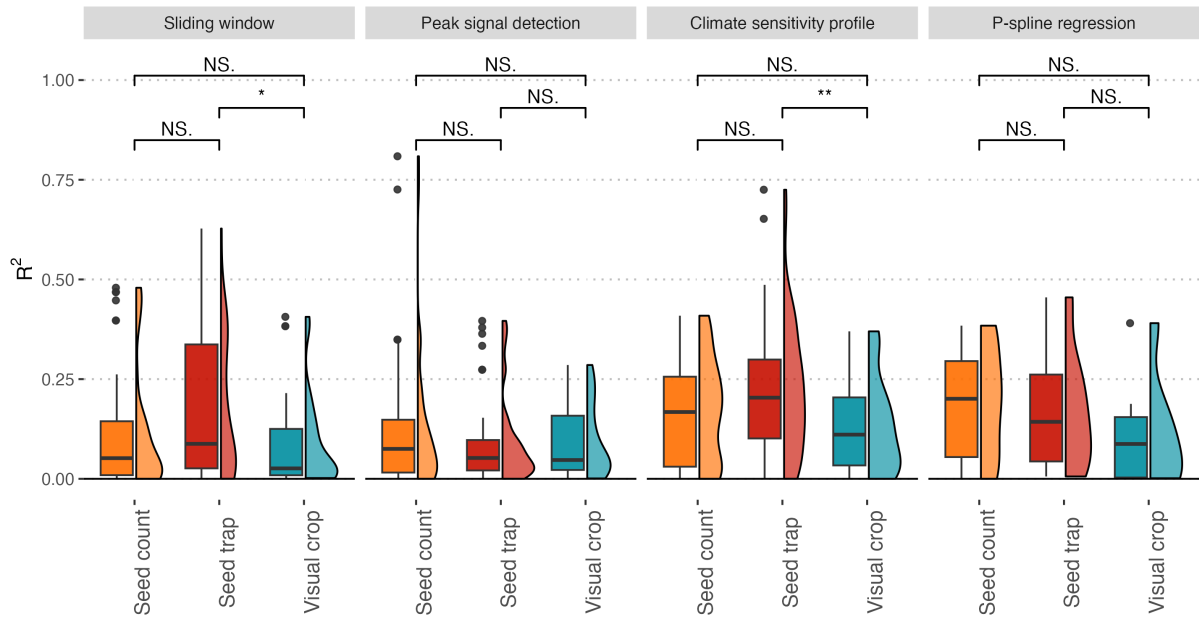 Sliding window
Peak signal detection
Climate sensitivity profile
P-spline regression
NS.
NS.
NS.
NS.
1.00
*
NS.
**
NS.
NS.
NS.
NS.
NS.
0.75
0.50
0.25
0.00
R²
Seed count
Seed trap
Visual crop
Seed count
Seed trap
Visual crop
Seed count
Seed trap
Visual crop
Seed count
Seed trap
Visual crop